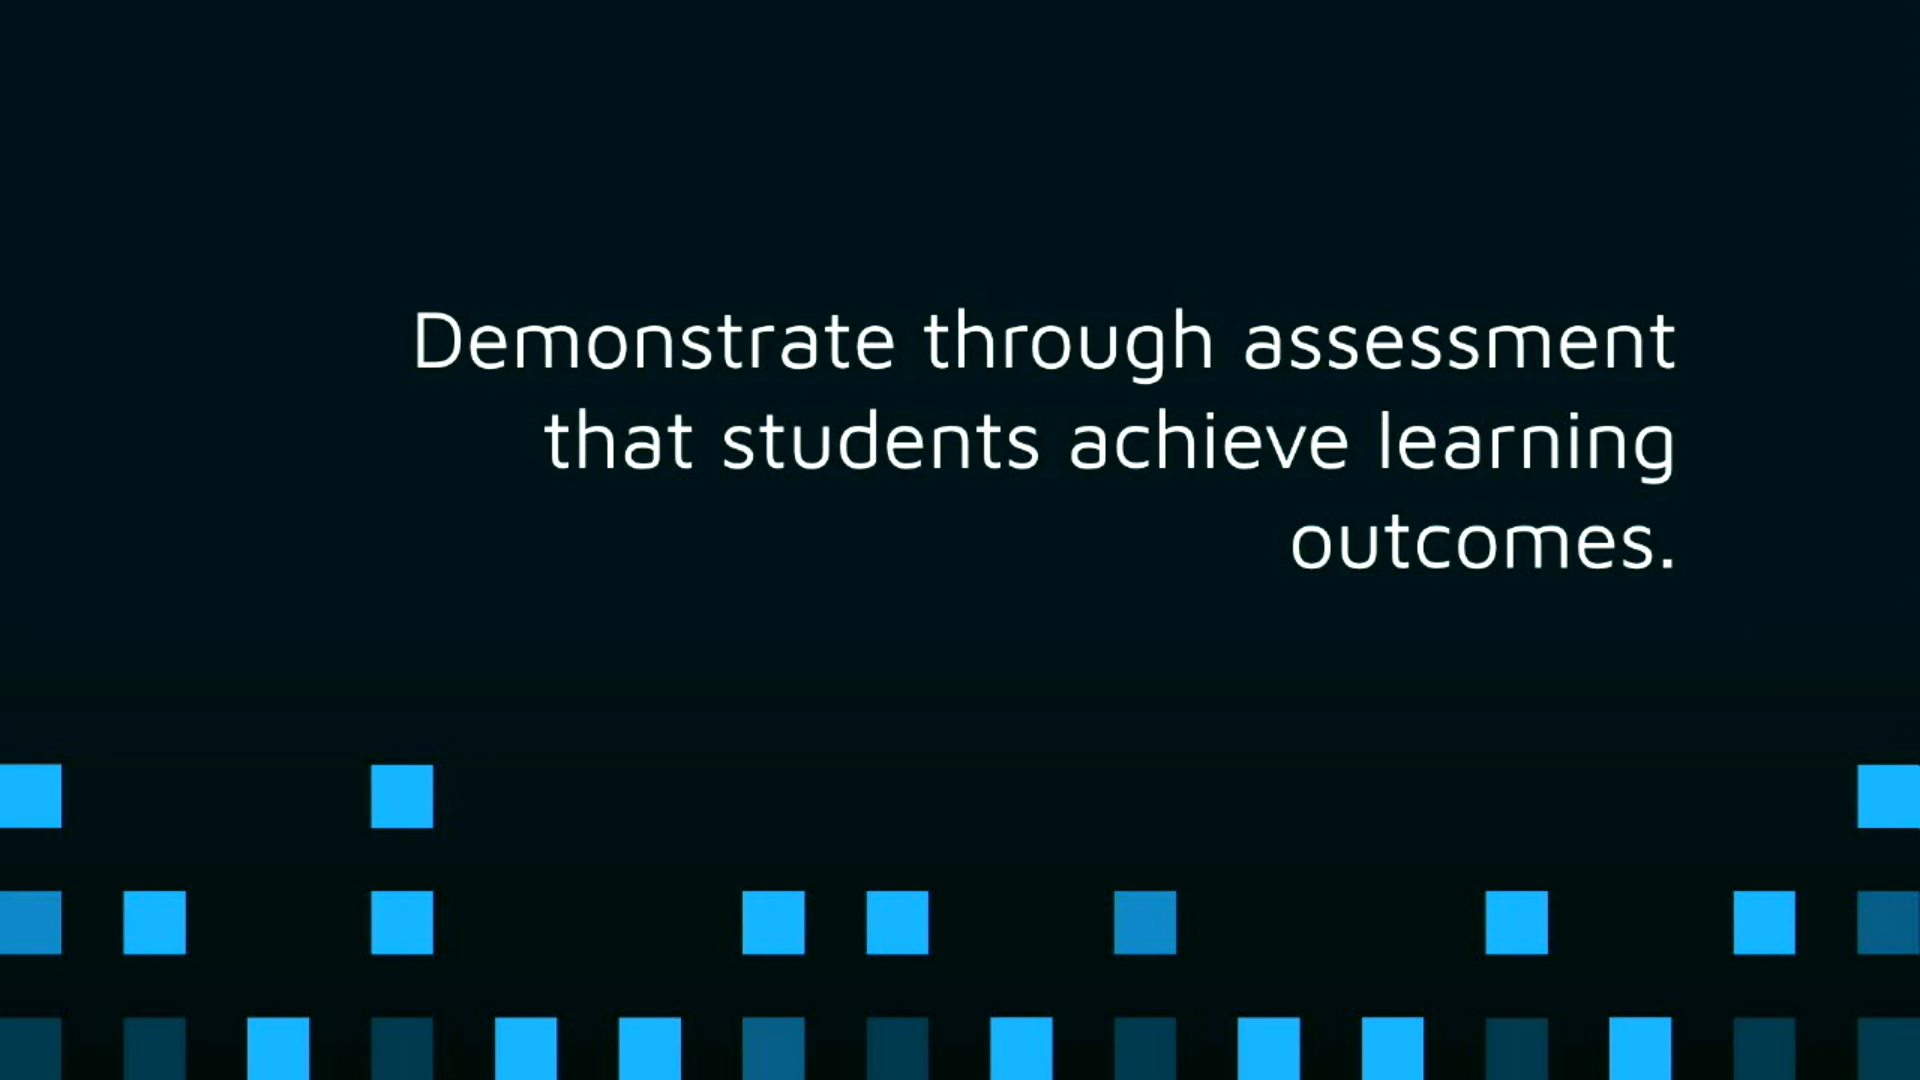 Demonstrate through assessment
that students achieve learning
outcomes.